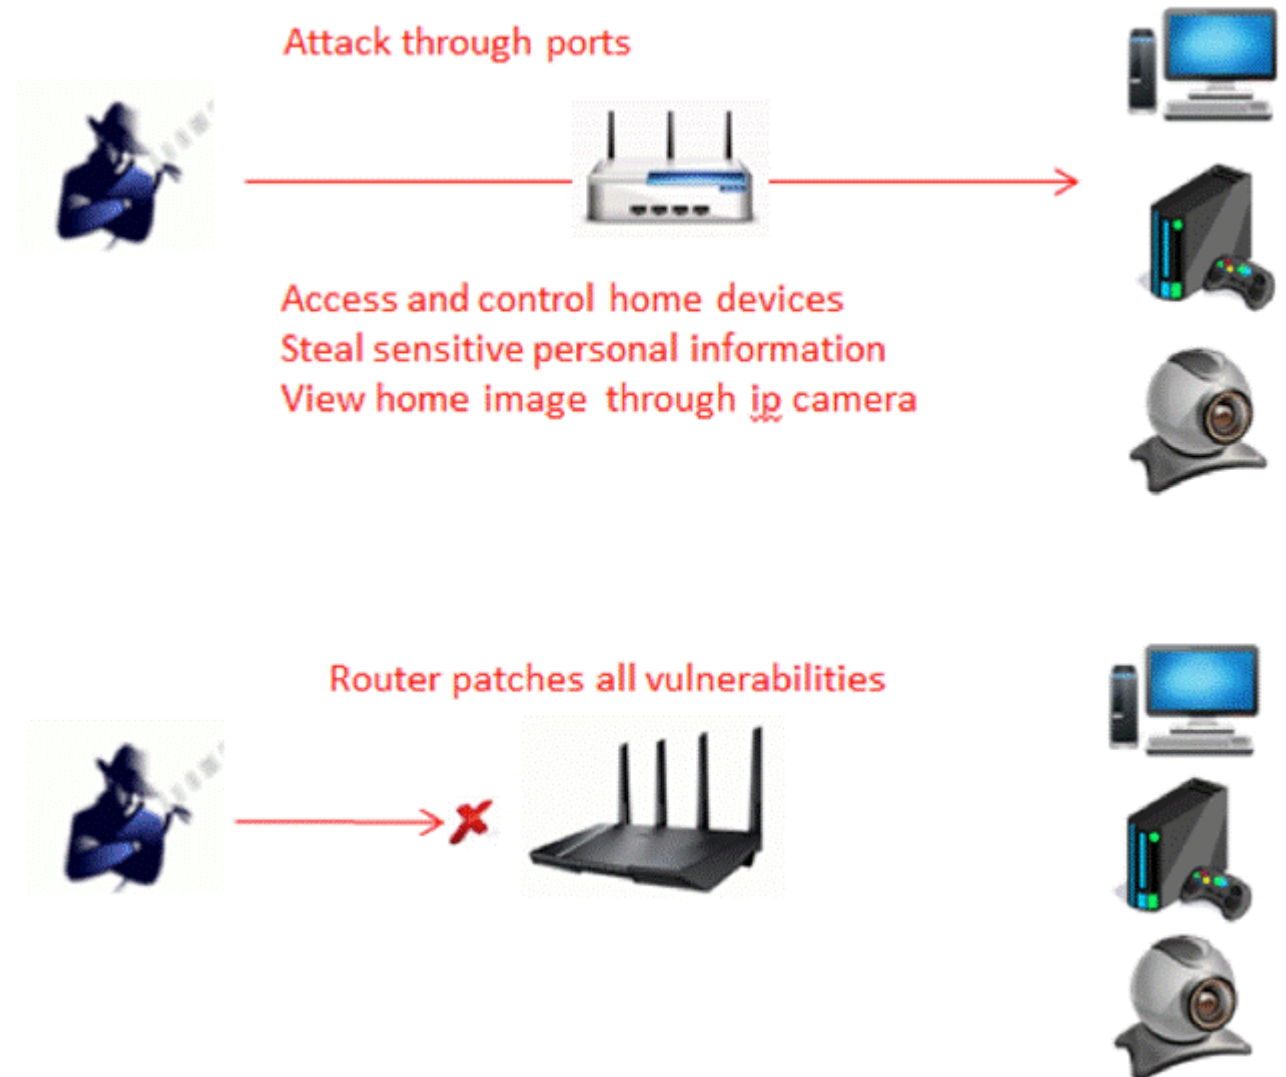 Attack through ports
Access and control home devices
Steal sensitive personal information
View home image through ip camera
Router patches all vulnerabilities